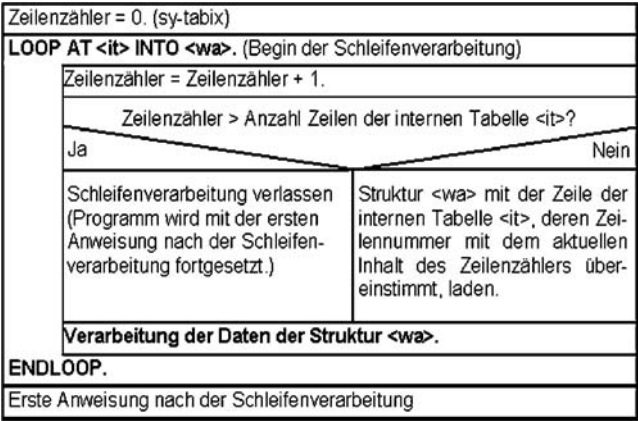 Zeilenzähler = 0. (sy-tabix)
LOOP AT <it> INTO <wa>. (Begin der Schleifenverarbeitung)
Zeilenzähler = Zeilenzähler + 1.
Zeilenzähler > Anzahl Zeilen der internen Tabelle <it>?
Ja
Nein
Schleifenverarbeitung verlassen
(Programm wird mit der ersten
Anweisung nach der Schleifen-
verarbeitung fortgesetzt.)
Struktur <wa> mit der Zeile der
internen Tabelle <it>, deren Zei-
lennummer mit dem aktuellen
Inhalt des Zeilenzählers über-
einstimmt, laden.
Verarbeitung der Daten der Struktur <wa>.
ENDLOOP.
Erste Anweisung nach der Schleifenverarbeitung